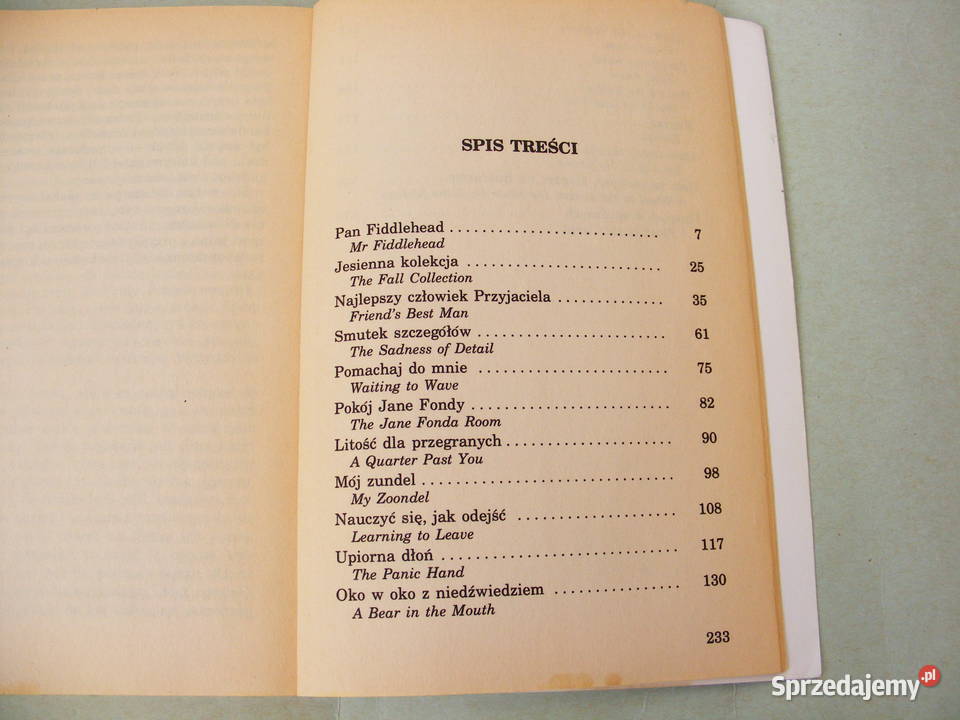 SPIS TREŚCI
Pan Fiddlehead . . . . . . . . . . . . . . . . . . . . . . . . . . 7
Mr Fiddlehead
Jesienna kolekcja . . . . . . . . . . . . . . . . . . . . . . . . 25
The Fall Collection
Najlepszy człowiek Przyjaciela . . . . . . . . . . . . . 35
Friend's Best Man
Smutek szczegółów . . . . . . . . . . . . . . . . . . . . . . . 61
The Sadness of Detail
Pomachaj do mnie . . . . . . . . . . . . . . . . . . . . . . . 75
Waiting to Wave
Pokój Jane Fondy . . . . . . . . . . . . . . . . . . . . . . . . 82
The Jane Fonda Room
Litość dla przegranych . . . . . . . . . . . . . . . . . . . . 90
A Quarter Past You
Mój zundel . . . . . . . . . . . . . . . . . . . . . . . . . . . . . . 98
My Zoondel
Nauczyć się, jak odejść . . . . . . . . . . . . . . . . . . . 108
Learning to Leave
Upiorna dłoń . . . . . . . . . . . . . . . . . . . . . . . . . . . . 117
The Panic Hand
Oko w oko z niedźwiedziem . . . . . . . . . . . . . . . 130
A Bear in the Mouth
233
Sprzedajemy.pl